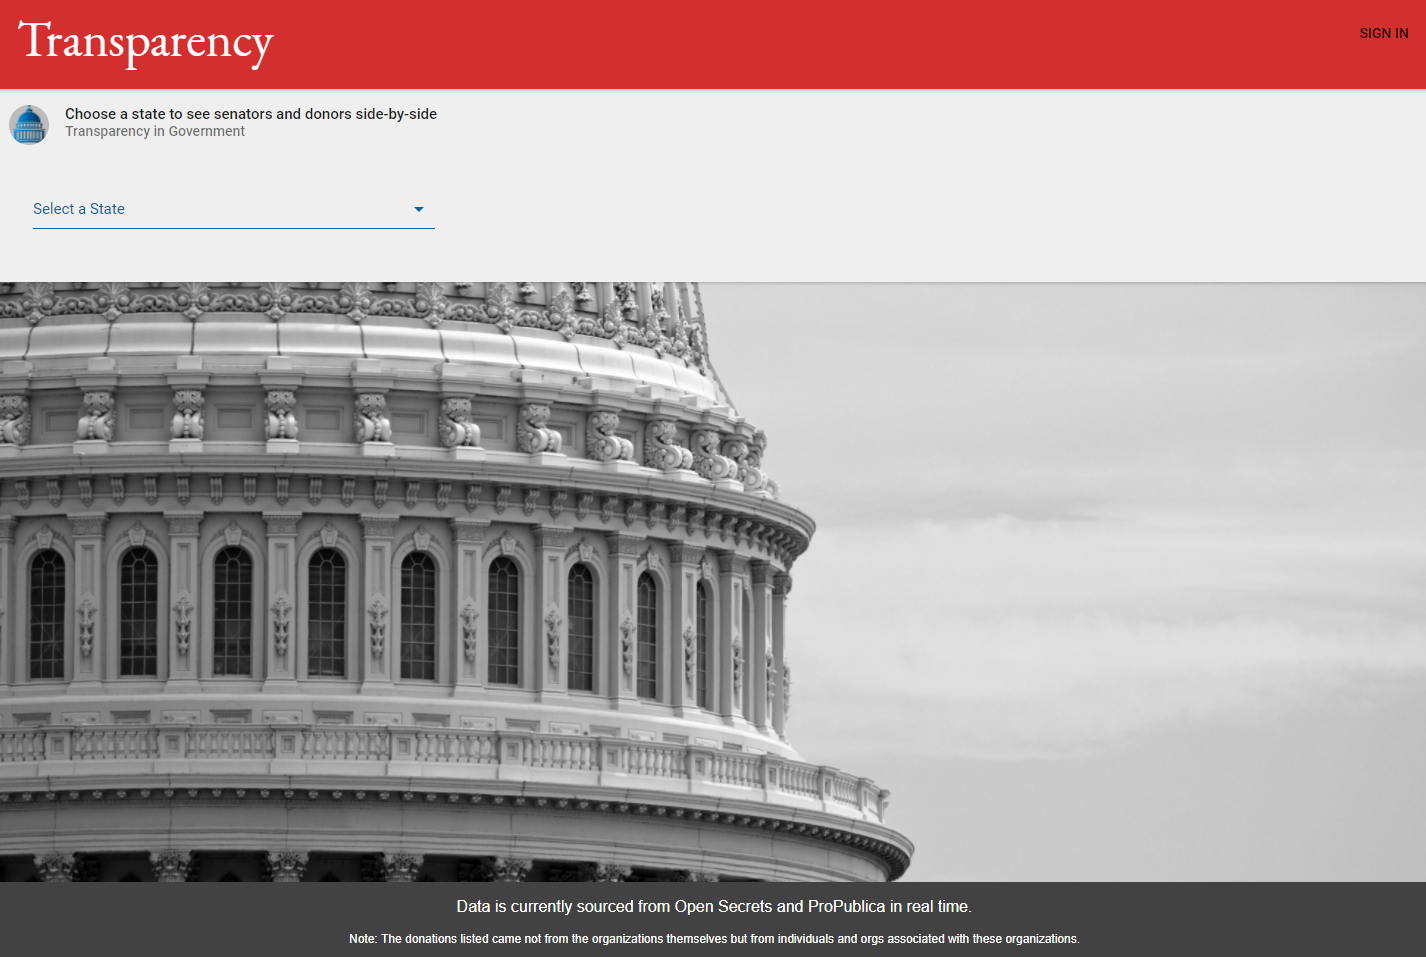 Transparency
SIGN IN
Choose a state to see senators and donors side-by-side
Transparency in Government
Select a State
Data is currently sourced from Open Secrets and ProPublica in real time.
Note: The donations listed came not from the organizations themselves but from individuals and orgs associated with these organizations.